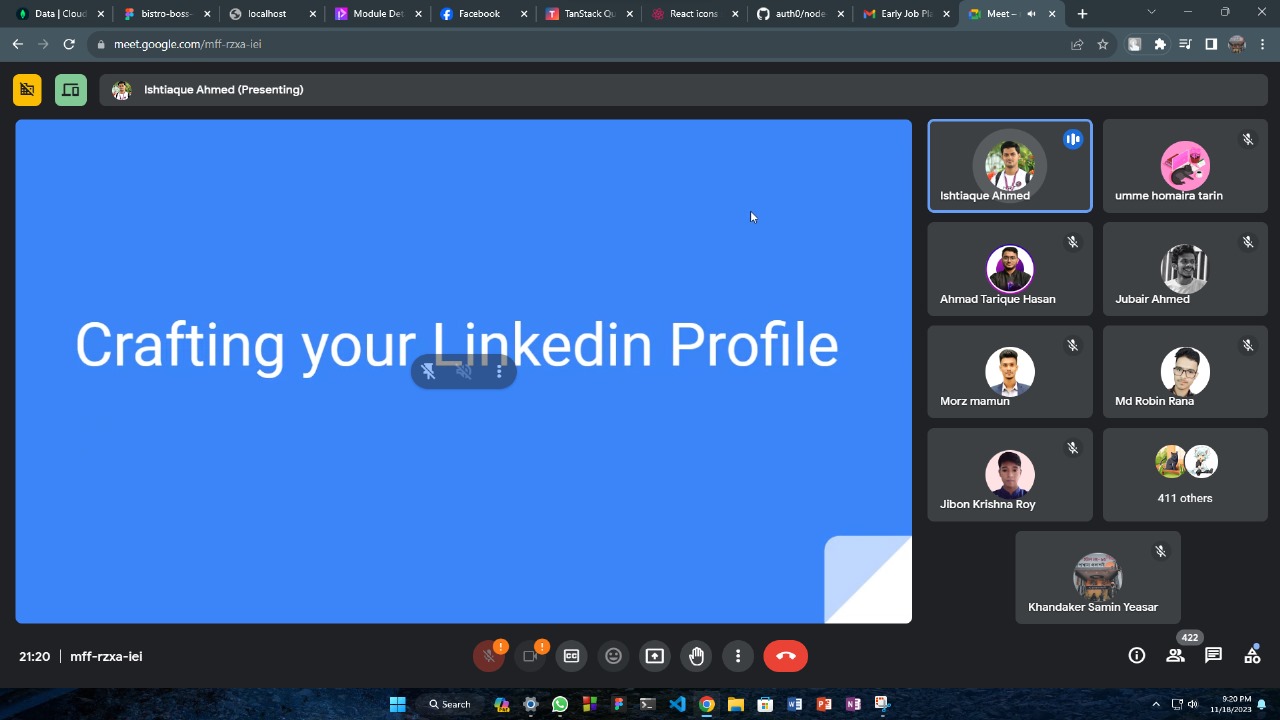 Data | Cloud
bistro-boss-
localhost
Module Det
Facebook
TanStack Qu
React icon
auth0/node
Early Job Pl
Meet –
meet.google.com/mff-rzxa-iei
Ishtiaque Ahmed (Presenting)
Crafting your Linkedin Profile
Ishtiaque Ahmed
umme homaira tarin
Ahmad Tarique Hasan
Jubair Ahmed
Morz mamun
Md Robin Rana
Jibon Krishna Roy
411 others
Khandaker Samin Yeasar
21:20 | mff-rzxa-iei
422
Search
9:20 PM
11/18/2023